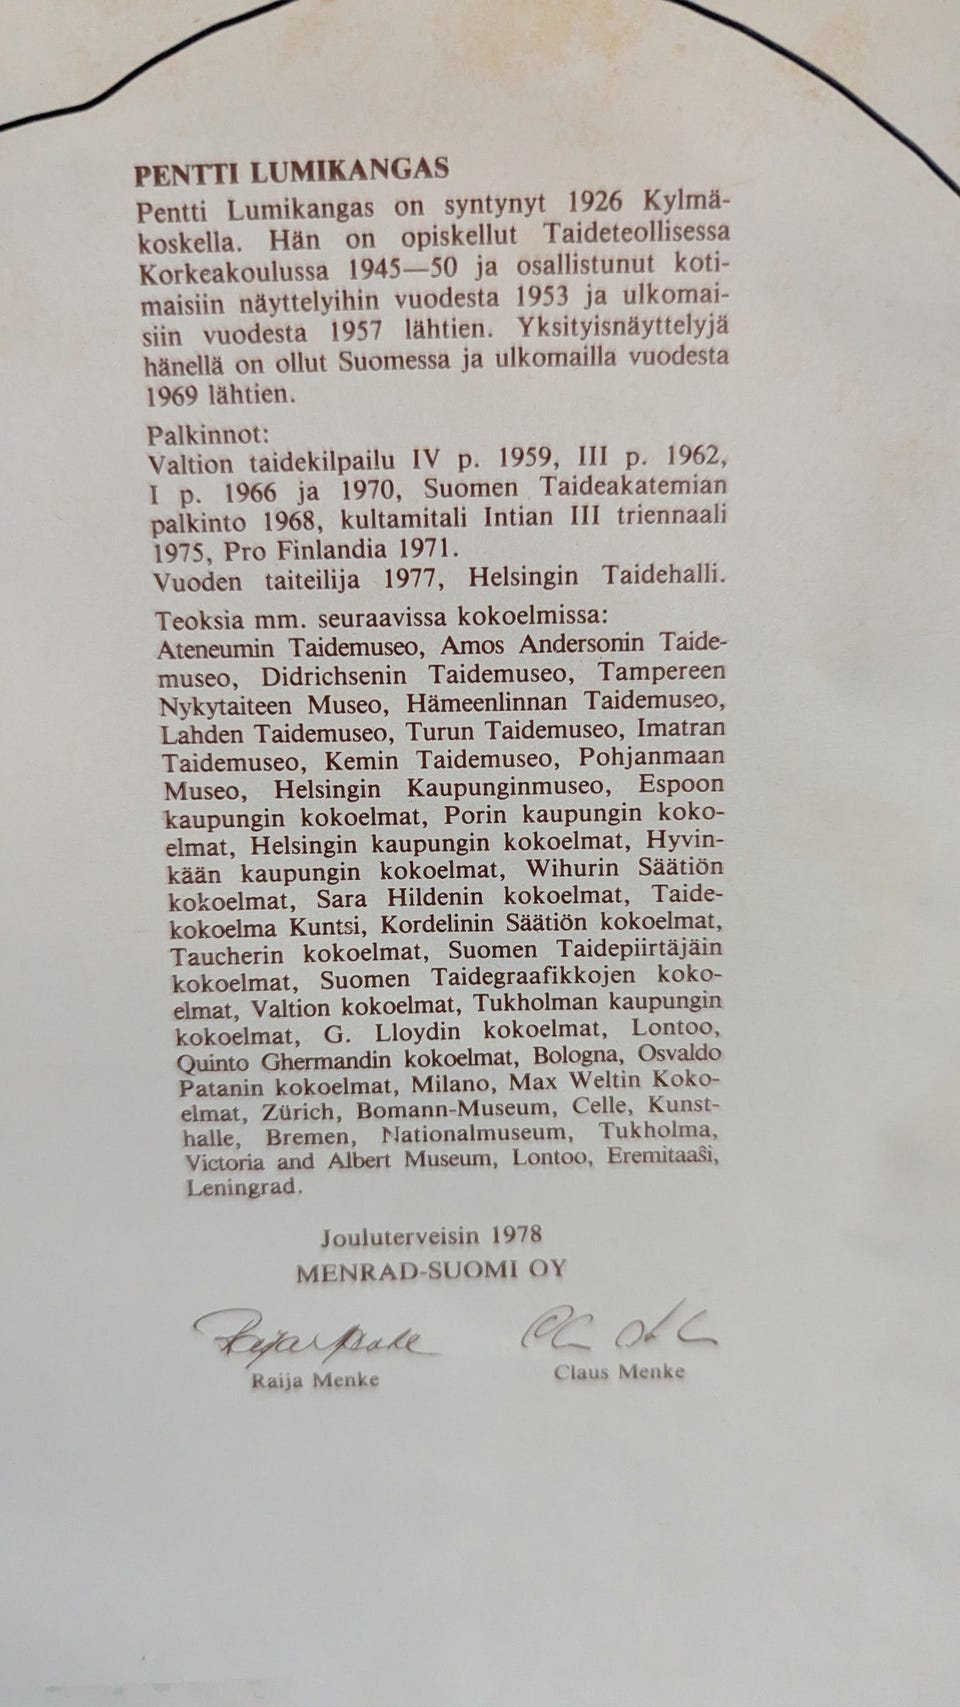 PENTTI LUMIKANGAS
Pentti Lumikangas on syntynyt 1926 Kylmä-
koskella. Hän on opiskellut Taideteollisessa
Korkeakoulussa 1945—50 ja osallistunut koti-
maisiin näyttelyihin vuodesta 1953 ja ulkomai-
siin vuodesta 1957 lähtien. Yksityisnäyttelyjä
hänellä on ollut Suomessa ja ulkomailla vuodesta
1969 lähtien.
Palkinnot:
Valtion taidekilpailu IV p. 1959, III p. 1962,
I p. 1966 ja 1970, Suomen Taideakatemian
palkinto 1968, kultamitali Intian III triennaali
1975, Pro Finlandia 1971.
Vuoden taiteilija 1977, Helsingin Taidehalli.
Teoksia mm. seuraavissa kokoelmissa:
Ateneumin Taidemuseo, Amos Andersonin Taide-
museo, Didrichsenin Taidemuseo, Tampereen
Nykytaiteen Museo, Hämeenlinnan Taidemuseo,
Lahden Taidemuseo, Turun Taidemuseo, Imatran
Taidemuseo, Kemin Taidemuseo, Pohjanmaan
Museo, Helsingin Kaupunginmuseo, Espoon
kaupungin kokoelmat, Porin kaupungin koko-
elmat, Helsingin kaupungin kokoelmat, Hyvin-
kään kaupungin kokoelmat, Wihurin Säätiön
kokoelmat, Sara Hildenin kokoelmat, Taide-
kokoelma Kuntsi, Kordelinin Säätiön kokoelmat,
Taucherin kokoelmat, Suomen Taidepiirtäjäin
kokoelmat, Suomen Taidegraafikkojen koko-
elmat, Valtion kokoelmat, Tukholman kaupungin
kokoelmat, G. Lloydin kokoelmat, Lontoo,
Quinto Ghermandin kokoelmat, Bologna, Osvaldo
Patanin kokoelmat, Milano, Max Weltin Koko-
elmat, Zürich, Bomann-Museum, Celle, Kunst-
halle, Bremen, Nationalmuseum, Tukholma,
Victoria and Albert Museum, Lontoo, Eremitaaŝi,
Leningrad.
Jouluterveisin 1978
MENRAD-SUOMI OY
Raija Menke
Raija Menke
Claus Menke